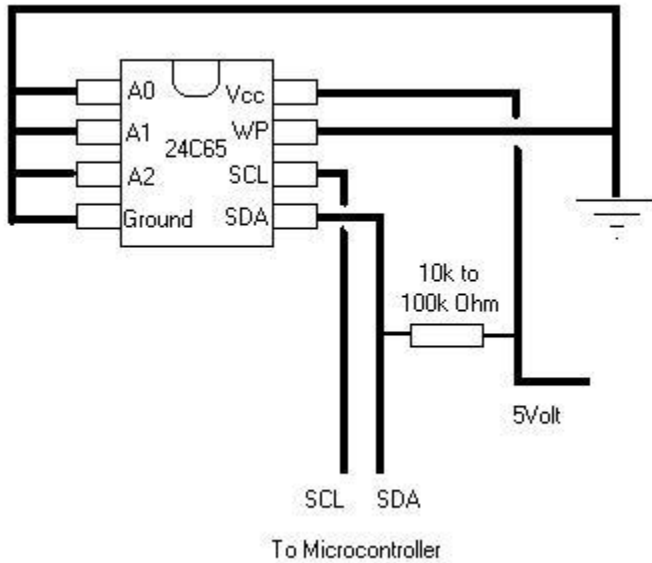 A0
Vcc
A1
WP
24C65
A2
SCL
Ground
SDA
10k to
100k Ohm
5Volt
SCL SDA
To Microcontroller